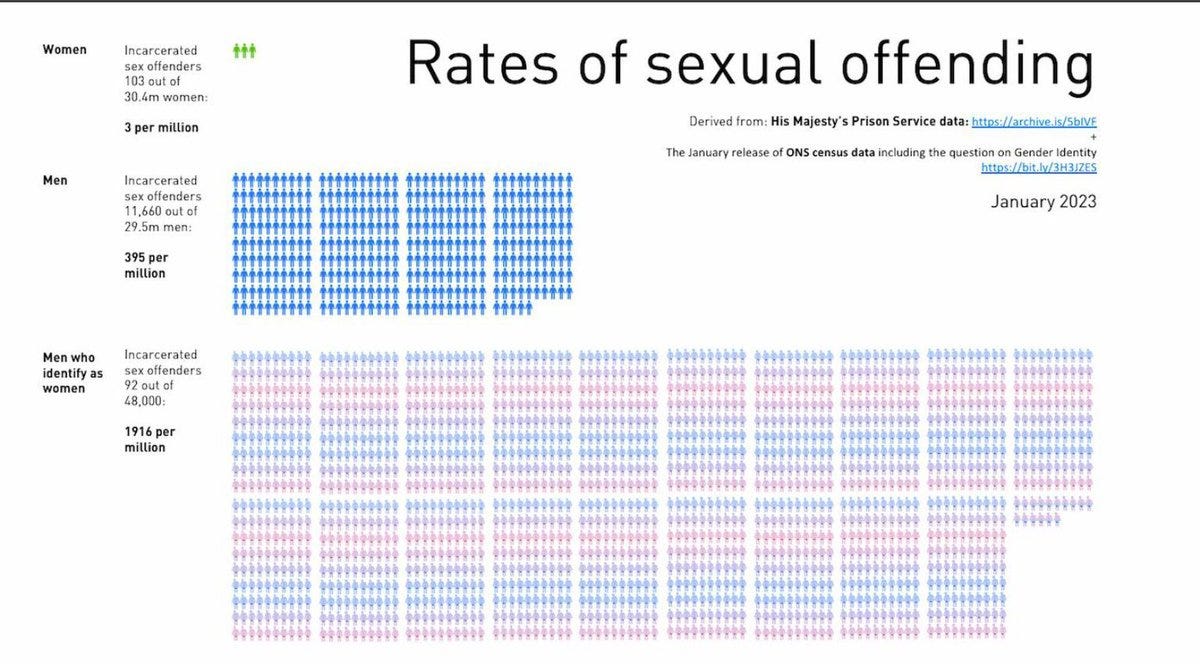 Rates of sexual offending
Derived from: His Majesty's Prison Service data: https://archive.is/5bIVF
+
The January release of ONS census data including the question on Gender Identity
https://bit.ly/3H3JZES
January 2023
Women
Incarcerated
sex offenders
103 out of
30.4m women:
3 per million
Men
Incarcerated
sex offenders
11,660 out of
29.5m men:
395 per
million
Men who
identify as
women
Incarcerated
sex offenders
92 out of
48,000:
1916 per
million